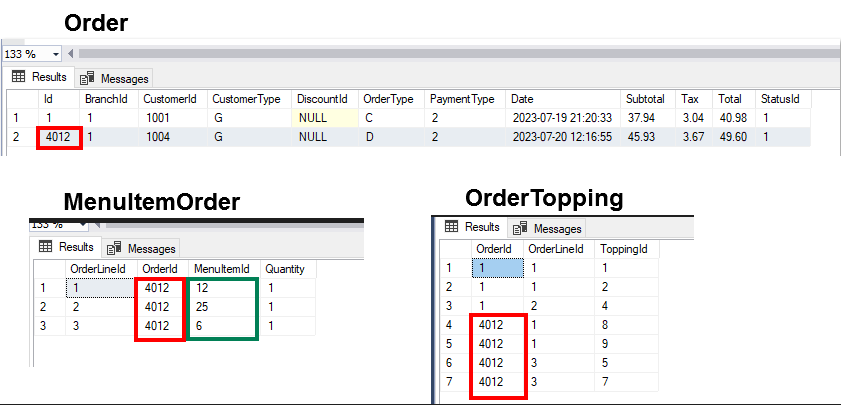 Order
133 %
Results Messages
Id BranchId CustomerId CustomerType DiscountId OrderType PaymentType Date Subtotal Tax Total StatusId
1 1 1 1001 G NULL C 2 2023-07-19 21:20:33 37.94 3.04 40.98 1
2 4012 1 1004 G NULL D 2 2023-07-20 12:16:55 45.93 3.67 49.60 1
MenuItemOrder
133 %
Results Messages
OrderLineId OrderId MenuItemId Quantity
1 1 4012 12 1
2 2 4012 25 1
3 3 4012 6 1
OrderTopping
Results Messages
OrderId OrderLineId ToppingId
1 1 1 1
2 1 1 2
3 1 2 4
4 4012 1 8
5 4012 1 9
6 4012 3 5
7 4012 3 7